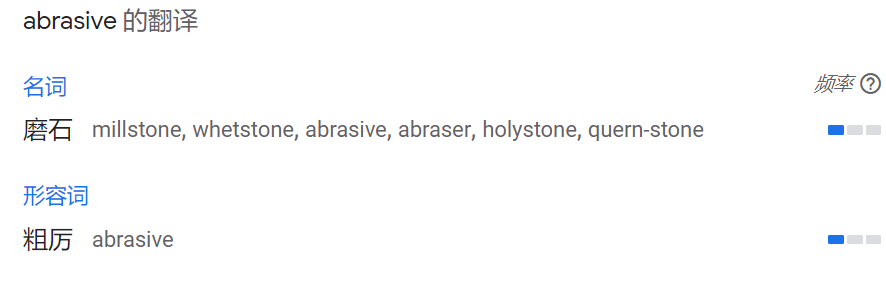 abrasive 的翻译
名词 频率
磨石 millstone, whetstone, abrasive, abraser, holystone, quern-stone
形容词
粗厉 abrasive